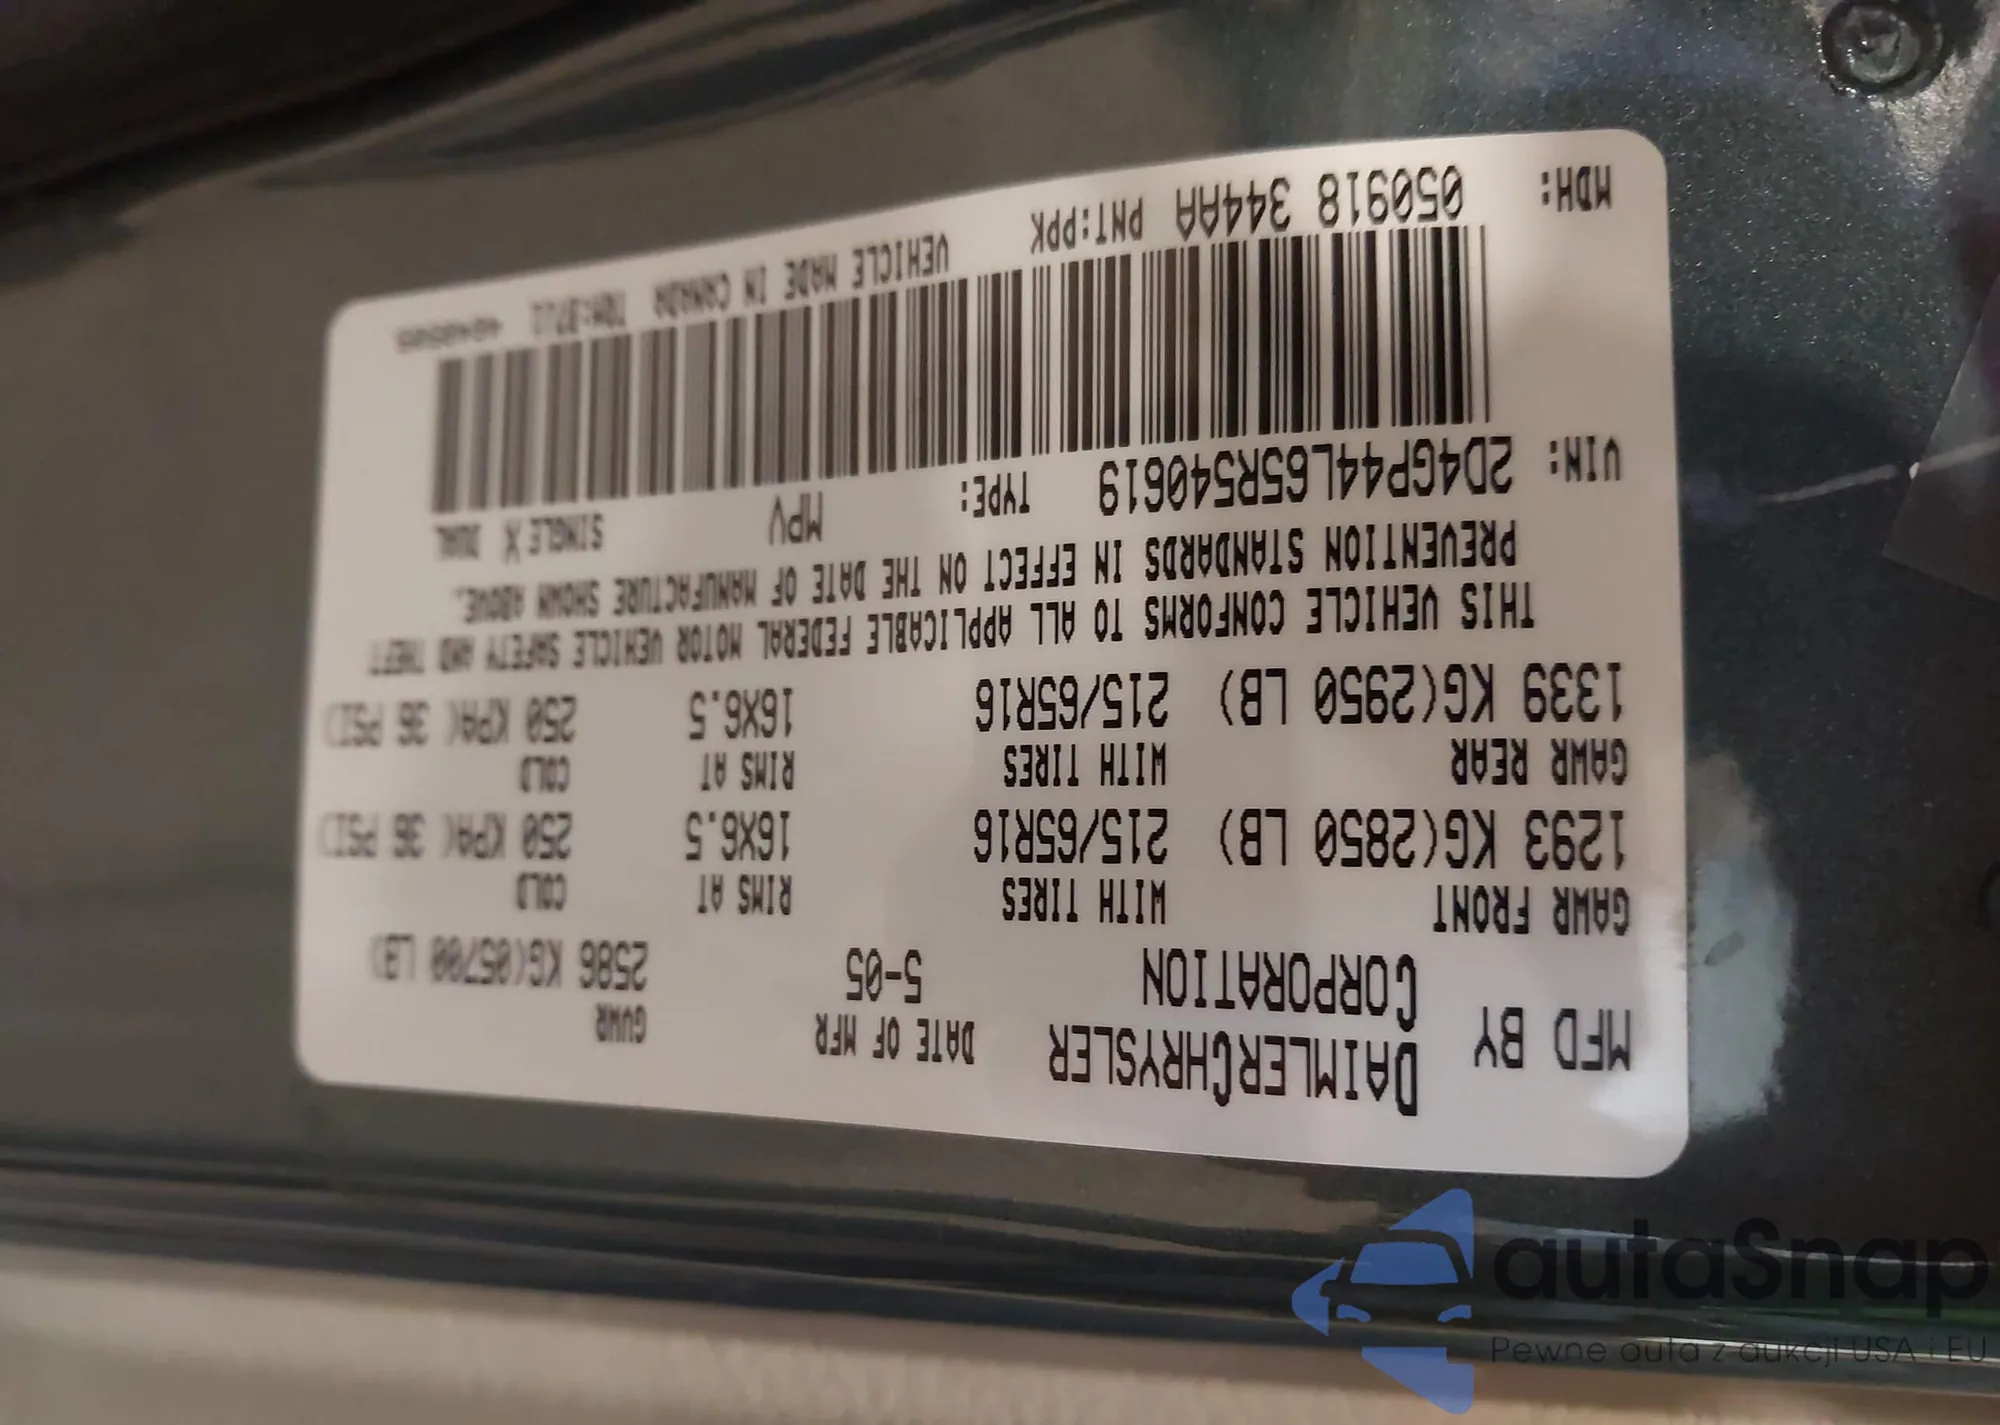 MFD BY DAIMLERCHRYSLER CORPORATION DATE OF MFR 5-05 GVWR 2586 KG(05700 LB)
GAWR FRONT WITH TIRES RIMS AT COLD
1293 KG(2850 LB) 215/65R16 16X6.5 250 KPA( 36 PSI)
GAWR REAR WITH TIRES RIMS AT COLD
1339 KG(2950 LB) 215/65R16 16X6.5 250 KPA( 36 PSI)
THIS VEHICLE CONFORMS TO ALL APPLICABLE FEDERAL MOTOR VEHICLE SAFETY AND THEFT
PREVENTION STANDARDS IN EFFECT ON THE DATE OF MANUFACTURE SHOWN ABOVE.
VIN: 2D4GP44L65R540619 TYPE: MPV SINGLE X DUAL
MDH: 050918 344AA PNT:PPK VEHICLE MADE IN CANADA
autaSnap
Pewne auta z aukcji USA i EU